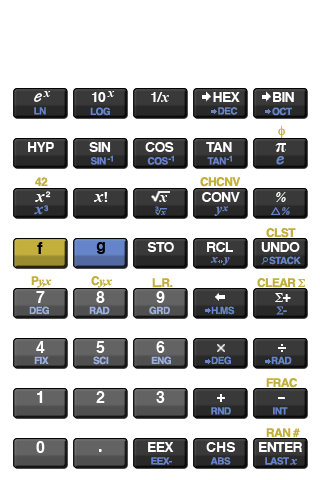 eˣ 10ˣ 1/x →HEX →BIN
LN LOG →DEC →OCT
ϕ
HYP SIN COS TAN π
SIN⁻¹ COS⁻¹ TAN⁻¹ e
42 CHCNV
x² x! √x CONV %
x³ ∛x yˣ △%
CLST
f g STO RCL UNDO
x↔y ⌕STACK
Py,x Cy,x L.R. CLEAR Σ
7 8 9 ← Σ+
DEG RAD GRD →H.MS Σ-
4 5 6 × ÷
FIX SCI ENG →DEG →RAD
FRAC
1 2 3 + −
RND INT
RAN #
0 . EEX CHS ENTER
EEX- ABS LAST x